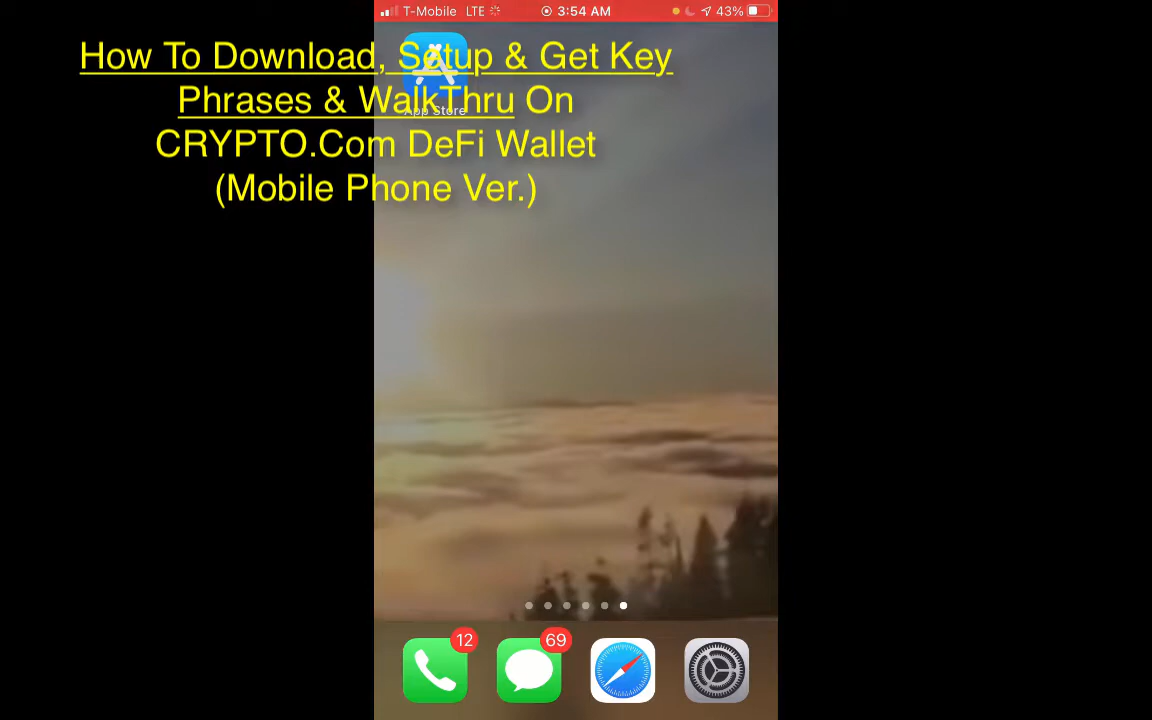 T-Mobile LTE 3:54 AM 43%
How To Download, Setup & Get Key
Phrases & WalkThru On
CRYPTO.Com DeFi Wallet
(Mobile Phone Ver.)
App Store
12 69